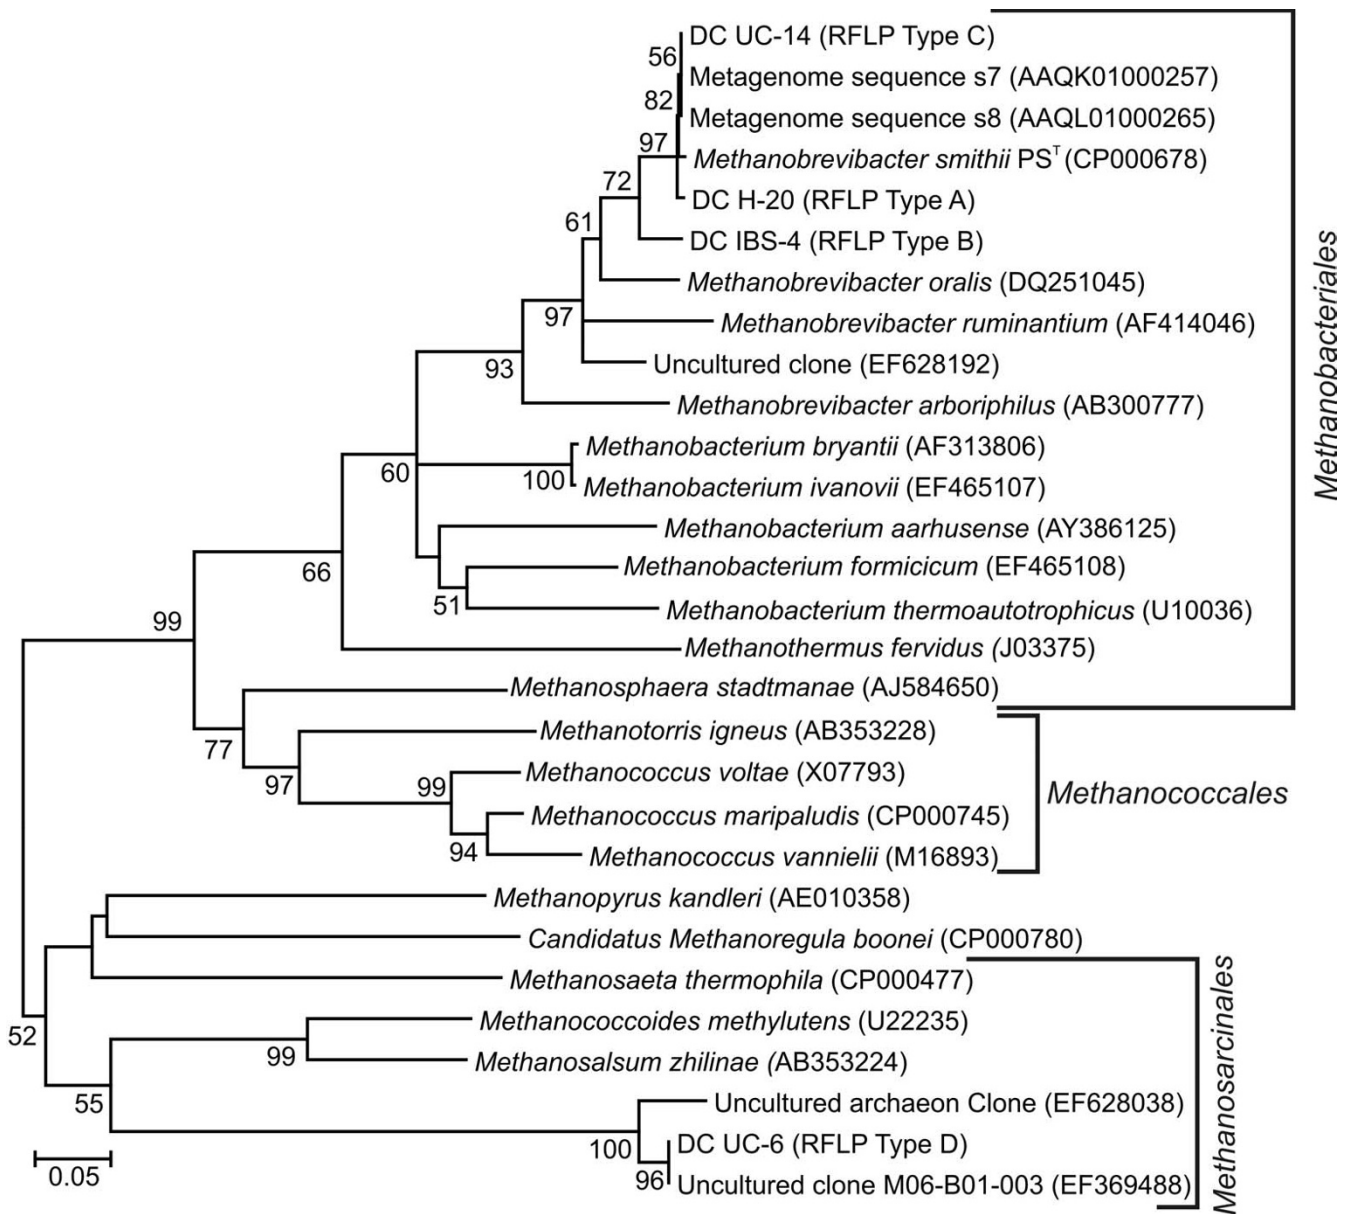 DC UC-14 (RFLP Type C)
56
Metagenome sequence s7 (AAQK01000257)
82
Metagenome sequence s8 (AAQL01000265)
97
Methanobrevibacter smithii PSᵀ (CP000678)
72
DC H-20 (RFLP Type A)
61
DC IBS-4 (RFLP Type B)
Methanobrevibacter oralis (DQ251045)
97
Methanobrevibacter ruminantium (AF414046)
93
Uncultured clone (EF628192)
Methanobrevibacter arboriphilus (AB300777)
Methanobacteriales
Methanobacterium bryantii (AF313806)
60
100
Methanobacterium ivanovii (EF465107)
Methanobacterium aarhusense (AY386125)
66
Methanobacterium formicicum (EF465108)
51
Methanobacterium thermoautotrophicus (U10036)
99
Methanothermus fervidus (J03375)
Methanosphaera stadtmanae (AJ584650)
77
Methanotorris igneus (AB353228)
97
99
Methanococcus voltae (X07793)
Methanococcales
Methanococcus maripaludis (CP000745)
94
Methanococcus vannielii (M16893)
Methanopyrus kandleri (AE010358)
Candidatus Methanoregula boonei (CP000780)
Methanosaeta thermophila (CP000477)
52
Methanococcoides methylutens (U22235)
99
Methanosalsum zhilinae (AB353224)
Methanosarcinales
55
Uncultured archaeon Clone (EF628038)
100
DC UC-6 (RFLP Type D)
96
Uncultured clone M06-B01-003 (EF369488)
0.05